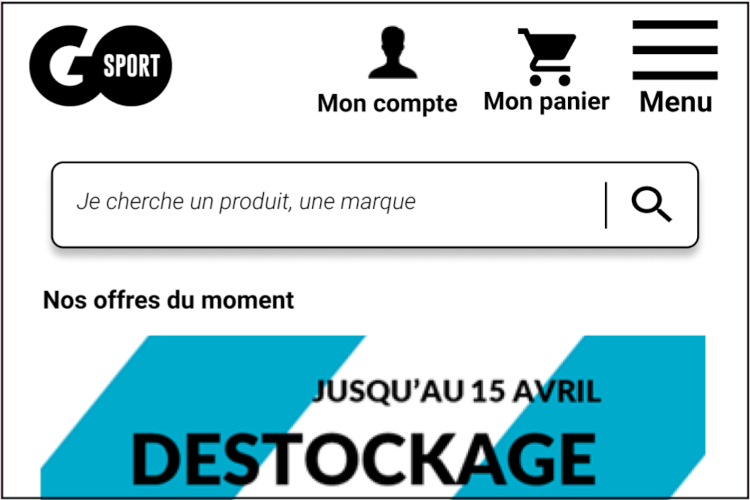 GO SPORT
Mon compte
Mon panier
Menu
Je cherche un produit, une marque
Nos offres du moment
JUSQU'AU 15 AVRIL
DESTOCKAGE